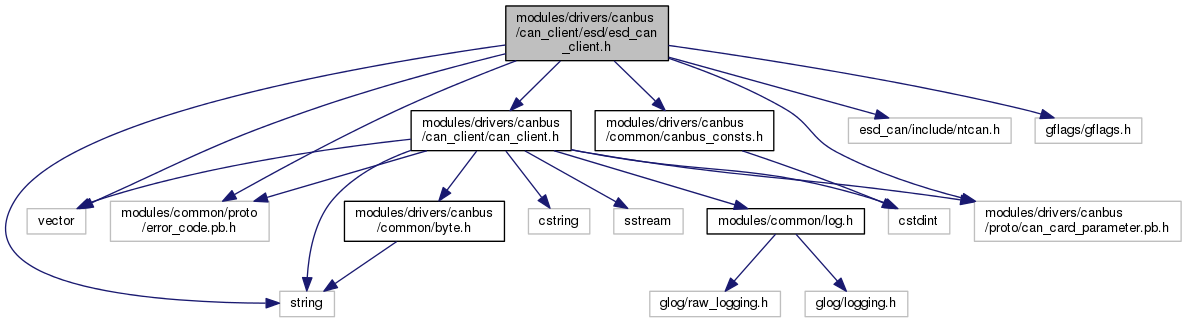 modules/drivers/canbus
/can_client/esd/esd_can
_client.h
modules/drivers/canbus
/can_client/can_client.h
modules/drivers/canbus
/common/canbus_consts.h
esd_can/include/ntcan.h
gflags/gflags.h
vector
modules/common/proto
/error_code.pb.h
modules/drivers/canbus
/common/byte.h
cstring
sstream
modules/common/log.h
cstdint
modules/drivers/canbus
/proto/can_card_parameter.pb.h
string
glog/raw_logging.h
glog/logging.h